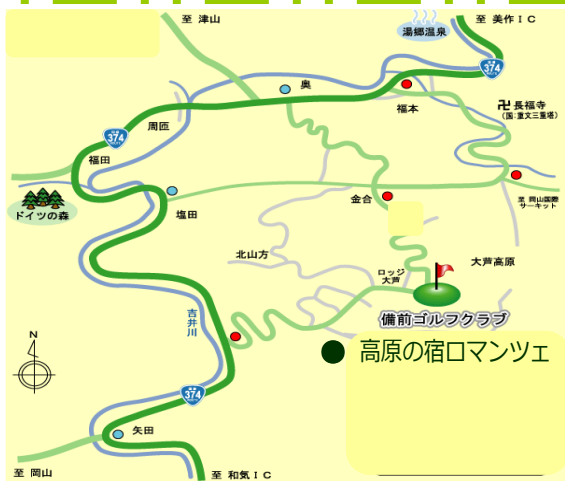 至 津山
至 美作IC
湯郷温泉
374
奥
福本
卍長福寺
(国:重文三重塔)
周匝
374
福田
ドイツの森
塩田
金合
至 岡山国際
サーキット
北山方
大芦高原
ロッジ
大芦
備前ゴルフクラブ
吉井川
高原の宿ロマンツェ
N
374
矢田
至 岡山
至 和気IC